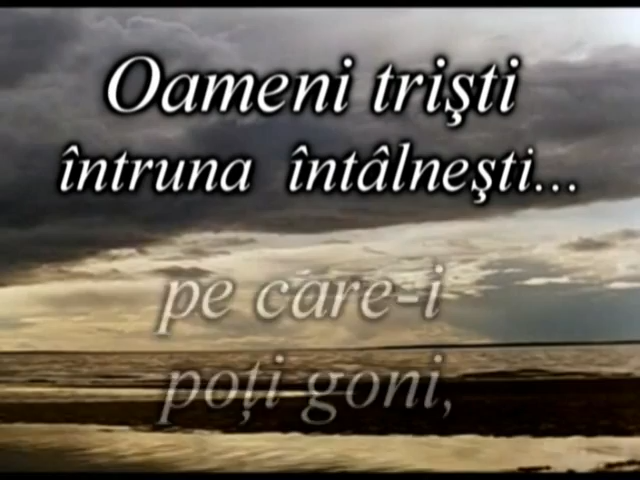 Oameni trişti
întruna întâlneşti...
pe care-i
poţi goni,